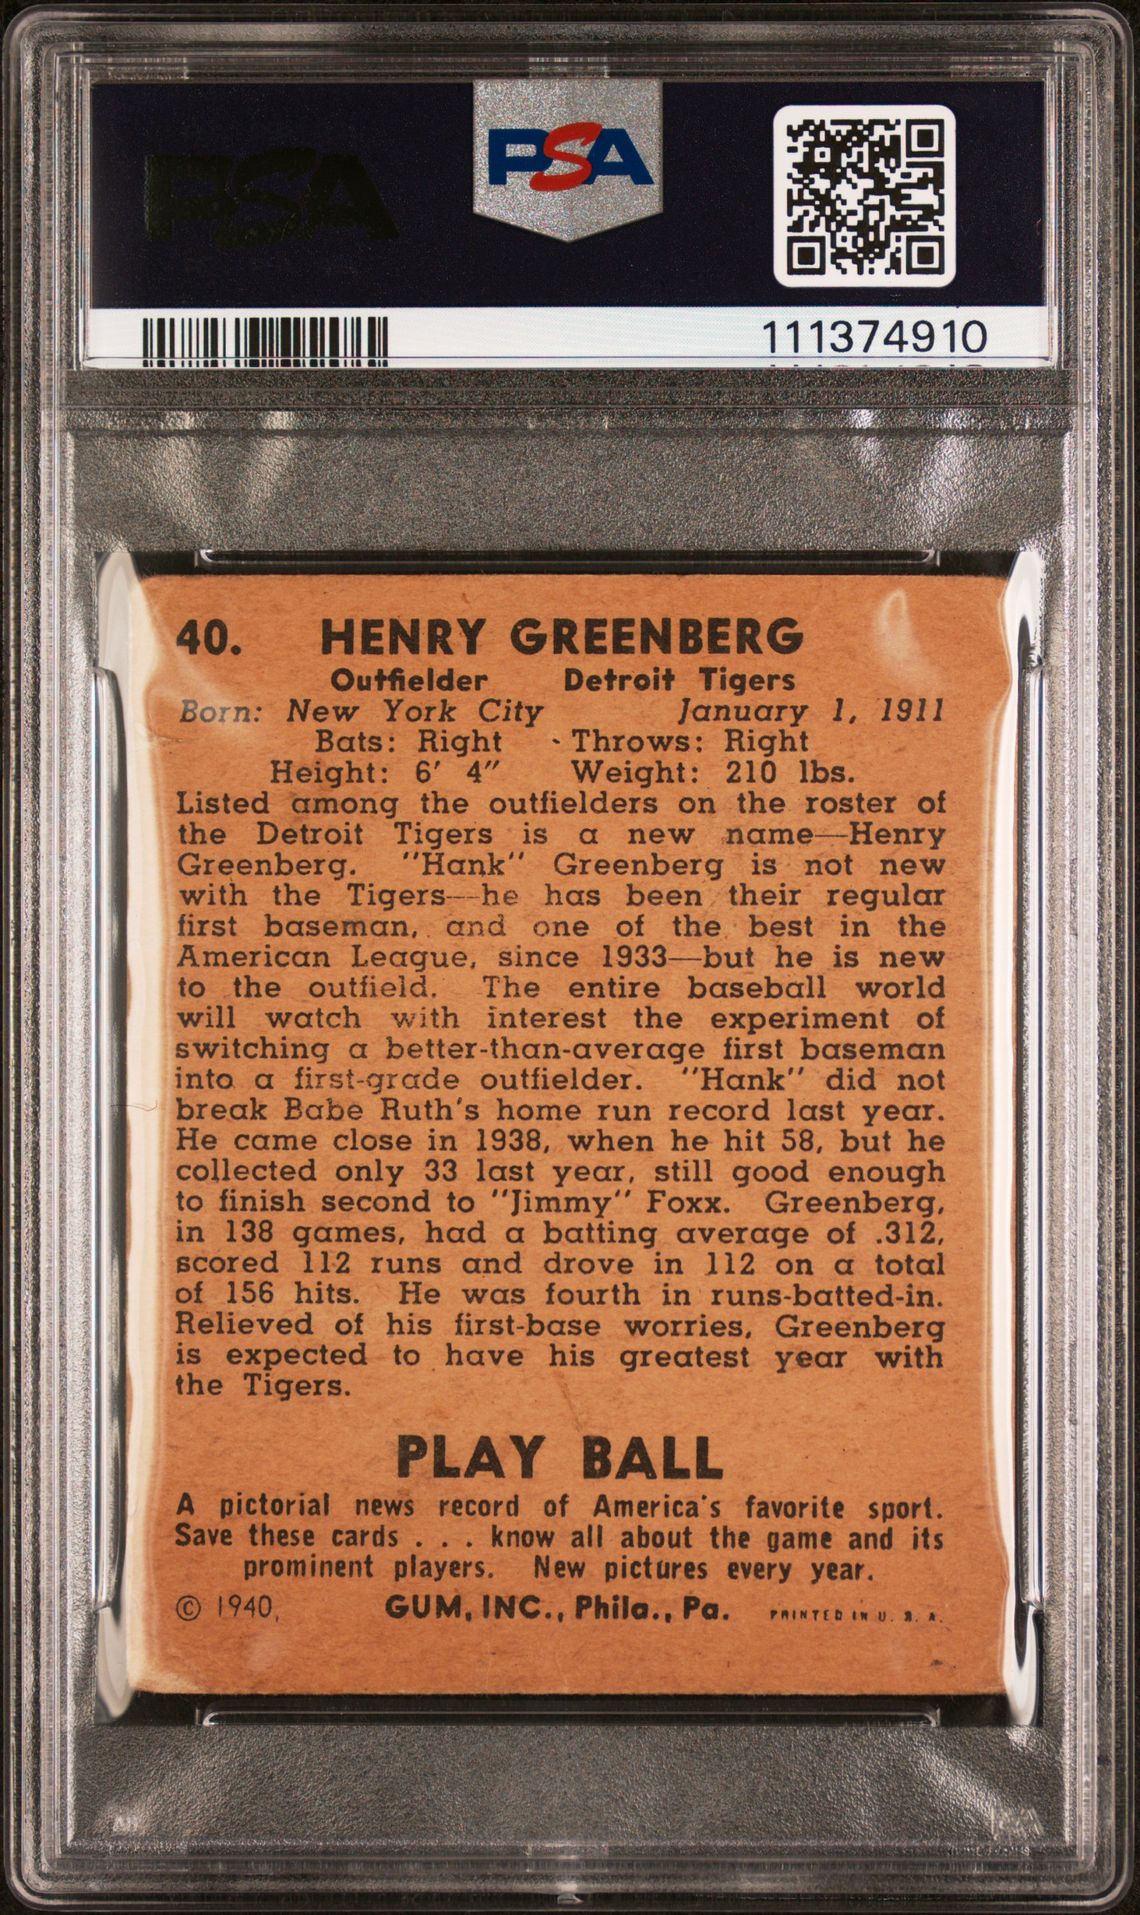 PSA
PSA
111374910
40. HENRY GREENBERG
Outfielder Detroit Tigers
Born: New York City January 1, 1911
Bats: Right Throws: Right
Height: 6' 4" Weight: 210 lbs.
Listed among the outfielders on the roster of
the Detroit Tigers is a new name—Henry
Greenberg. "Hank" Greenberg is not new
with the Tigers—he has been their regular
first baseman, and one of the best in the
American League, since 1933—but he is new
to the outfield. The entire baseball world
will watch with interest the experiment of
switching a better-than-average first baseman
into a first-grade outfielder. "Hank" did not
break Babe Ruth's home run record last year.
He came close in 1938, when he hit 58, but he
collected only 33 last year, still good enough
to finish second to "Jimmy" Foxx. Greenberg,
in 138 games, had a batting average of .312,
scored 112 runs and drove in 112 on a total
of 156 hits. He was fourth in runs-batted-in.
Relieved of his first-base worries, Greenberg
is expected to have his greatest year with
the Tigers.
PLAY BALL
A pictorial news record of America's favorite sport.
Save these cards . . . know all about the game and its
prominent players. New pictures every year.
© 1940, GUM, INC., Phila., Pa. PRINTED IN U. S. A.